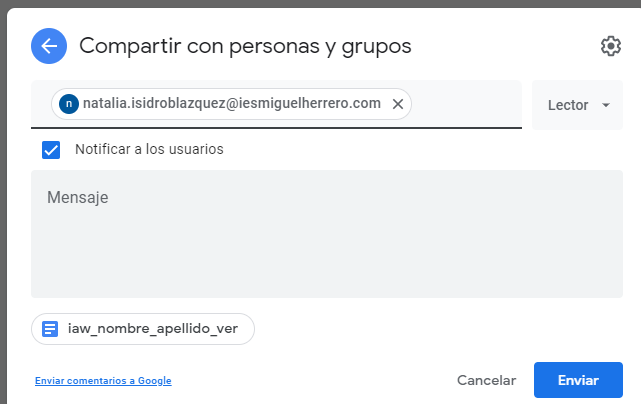 Compartir con personas y grupos
n natalia.isidroblazquez@iesmiguelherrero.com
Lector
Notificar a los usuarios
Mensaje
iaw_nombre_apellido_ver
Enviar comentarios a Google
Cancelar
Enviar